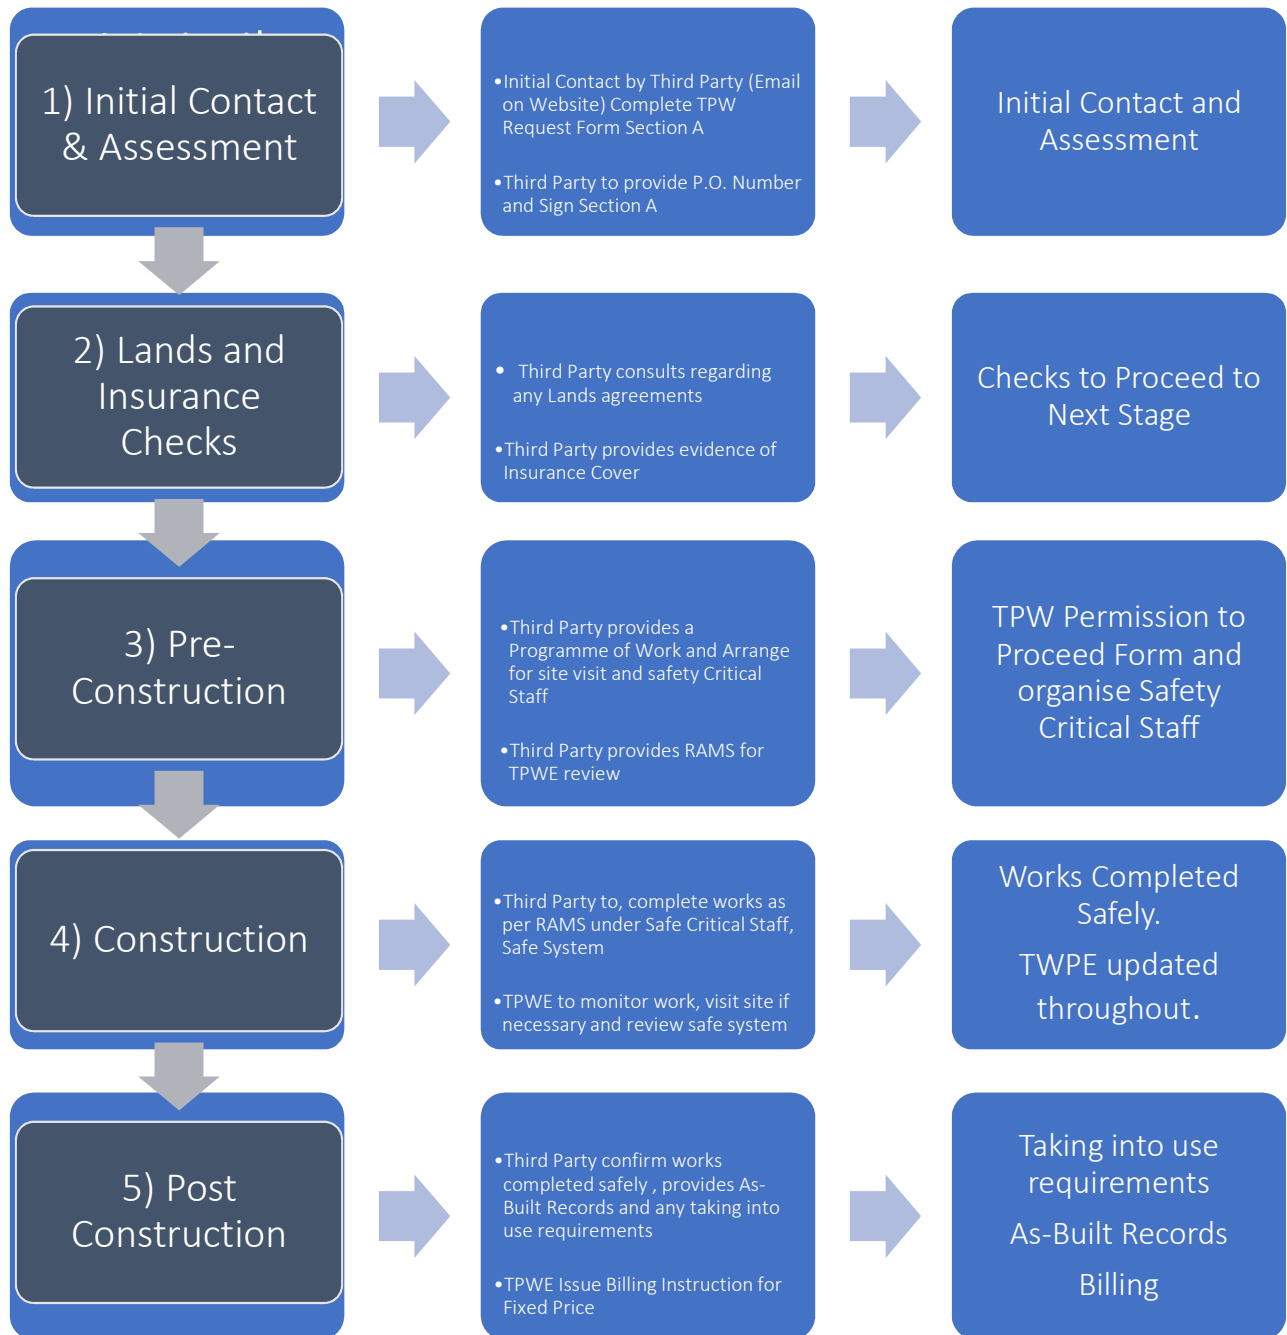 1) Initial Contact
& Assessment
•Initial Contact by Third Party (Email
on Website) Complete TPW
Request Form Section A
•Third Party to provide P.O. Number
and Sign Section A
Initial Contact and
Assessment
2) Lands and
Insurance
Checks
• Third Party consults regarding
any Lands agreements
•Third Party provides evidence of
Insurance Cover
Checks to Proceed to
Next Stage
3) Pre-
Construction
•Third Party provides a
Programme of Work and Arrange
for site visit and safety Critical
Staff
•Third Party provides RAMS for
TPWE review
TPW Permission to
Proceed Form and
organise Safety
Critical Staff
4) Construction
•Third Party to, complete works as
per RAMS under Safe Critical Staff,
Safe System
•TPWE to monitor work, visit site if
necessary and review safe system
Works Completed
Safely.
TWPE updated
throughout.
5) Post
Construction
•Third Party confirm works
completed safely , provides As-
Built Records and any taking into
use requirements
•TPWE Issue Billing Instruction for
Fixed Price
Taking into use
requirements
As-Built Records
Billing